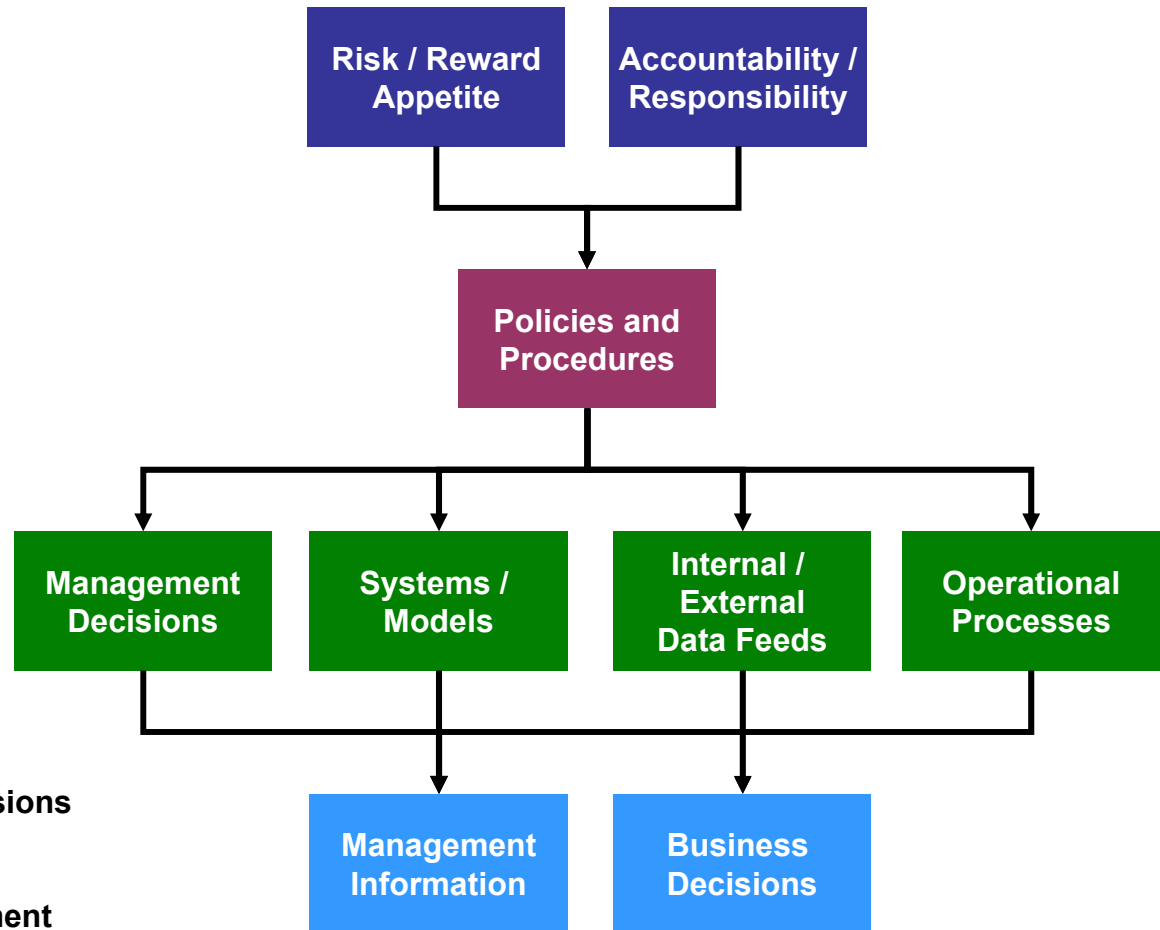 Risk / Reward
Appetite
Accountability /
Responsibility
Policies and
Procedures
Management
Decisions
Systems /
Models
Internal /
External
Data Feeds
Operational
Processes
sions
Management
Information
Business
Decisions
nent